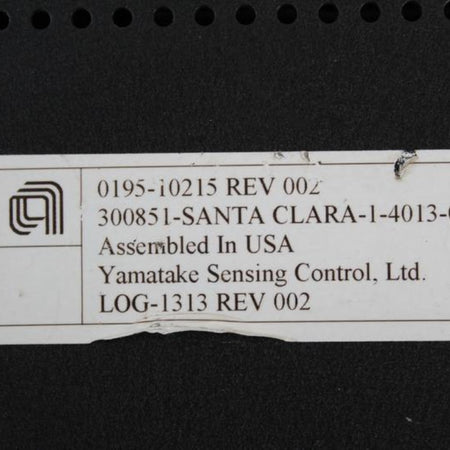 0195-10215 REV 002
300851-SANTA CLARA-1-4013-
Assembled In USA
Yamatake Sensing Control, Ltd.
LOG-1313 REV 002